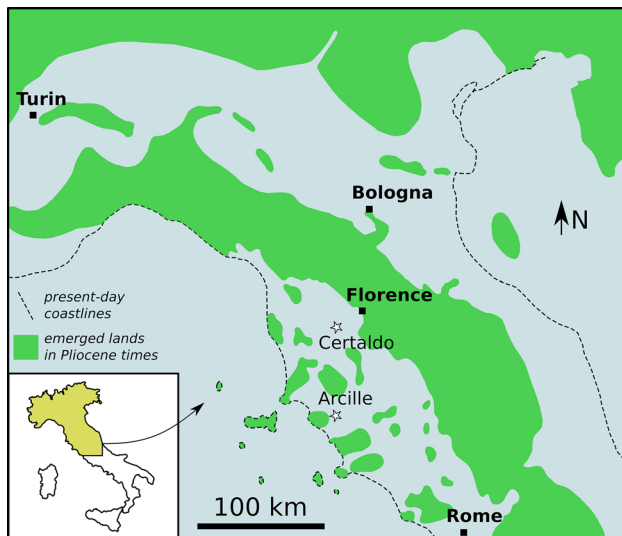 Turin
Bologna
N
Florence
present-day
coastlines
emerged lands
in Pliocene times
Certaldo
Arcille
100 km
Rome